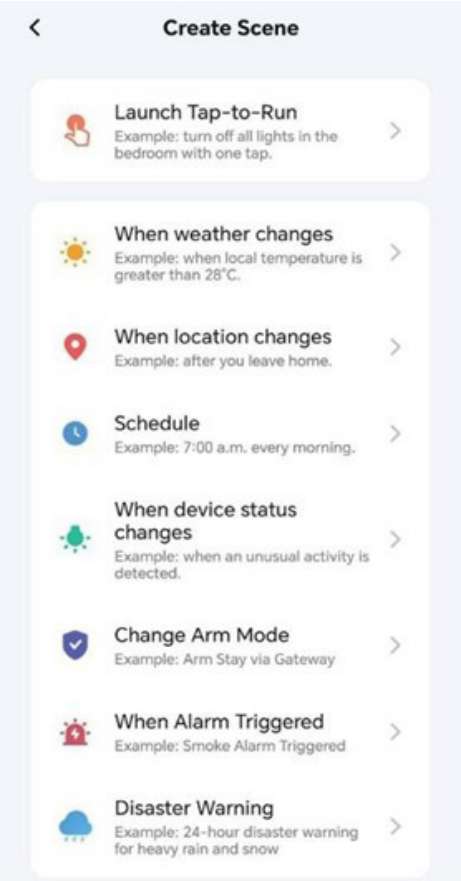 Create Scene
Launch Tap-to-Run
Example: turn off all lights in the
bedroom with one tap.
When weather changes
Example: when local temperature is
greater than 28°C.
When location changes
Example: after you leave home.
Schedule
Example: 7:00 a.m. every morning.
When device status
changes
Example: when an unusual activity is
detected.
Change Arm Mode
Example: Arm Stay via Gateway
When Alarm Triggered
Example: Smoke Alarm Triggered
Disaster Warning
Example: 24-hour disaster warning
for heavy rain and snow